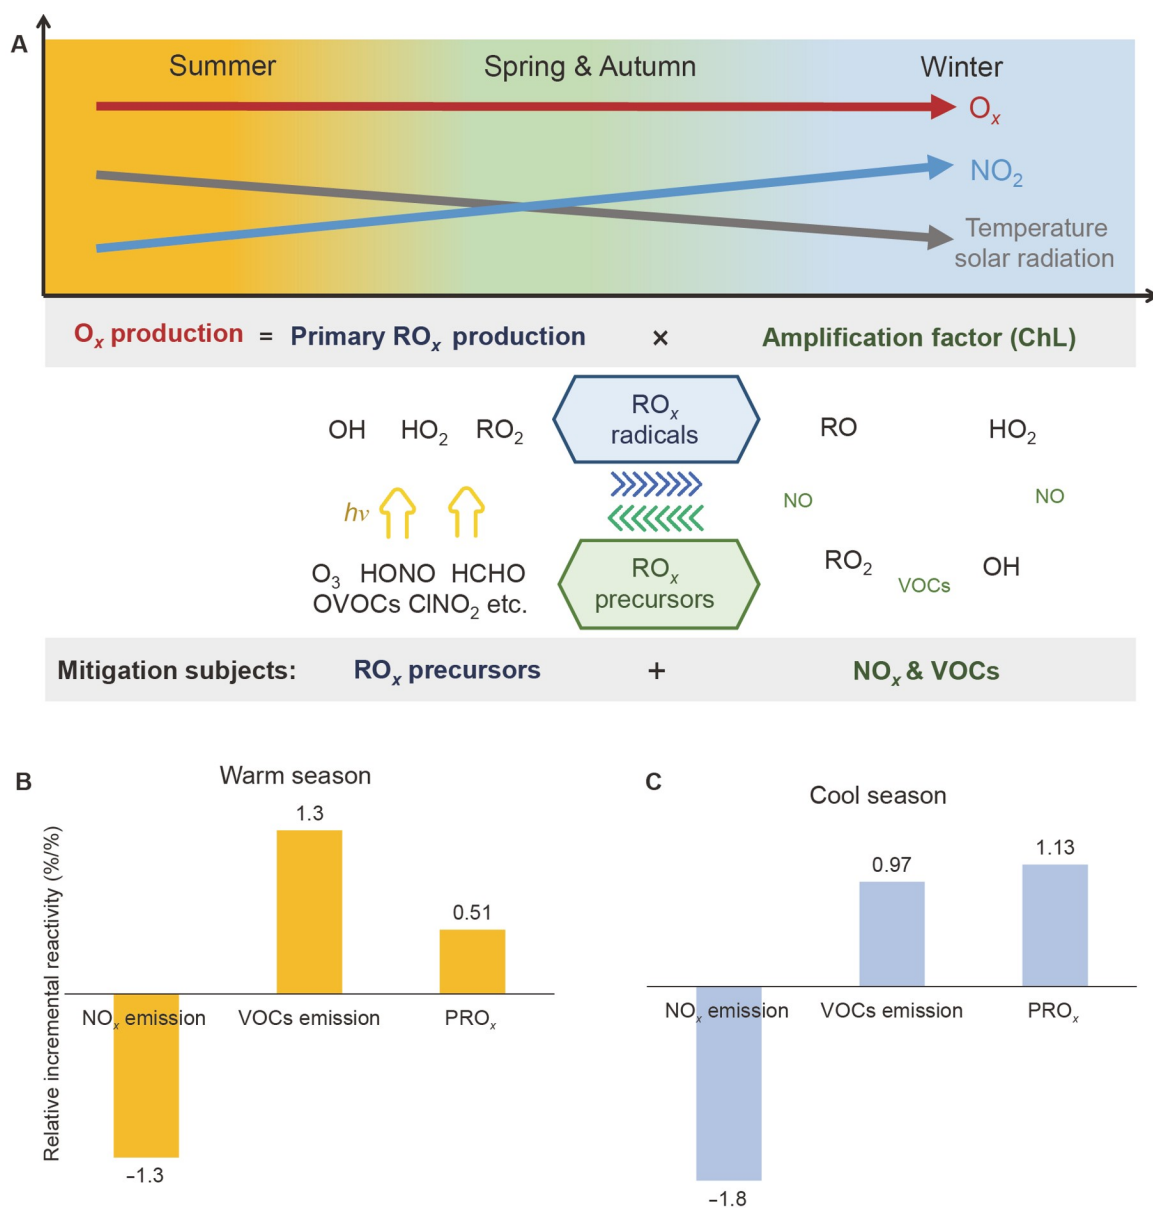 A
Summer Spring & Autumn Winter
Oₓ
NO₂
Temperature
solar radiation
Oₓ production = Primary ROₓ production × Amplification factor (ChL)
ROₓ
radicals
OH HO₂ RO₂ RO HO₂
hν NO NO
ROₓ
precursors
O₃ HONO HCHO
OVOCs ClNO₂ etc.
RO₂ VOCs OH
Mitigation subjects: ROₓ precursors + NOₓ & VOCs
B
Warm season
Relative incremental reactivity (%/%)
1.3
0.51
NOₓ emission VOCs emission PROₓ
–1.3
C
Cool season
0.97
1.13
NOₓ emission VOCs emission PROₓ
–1.8